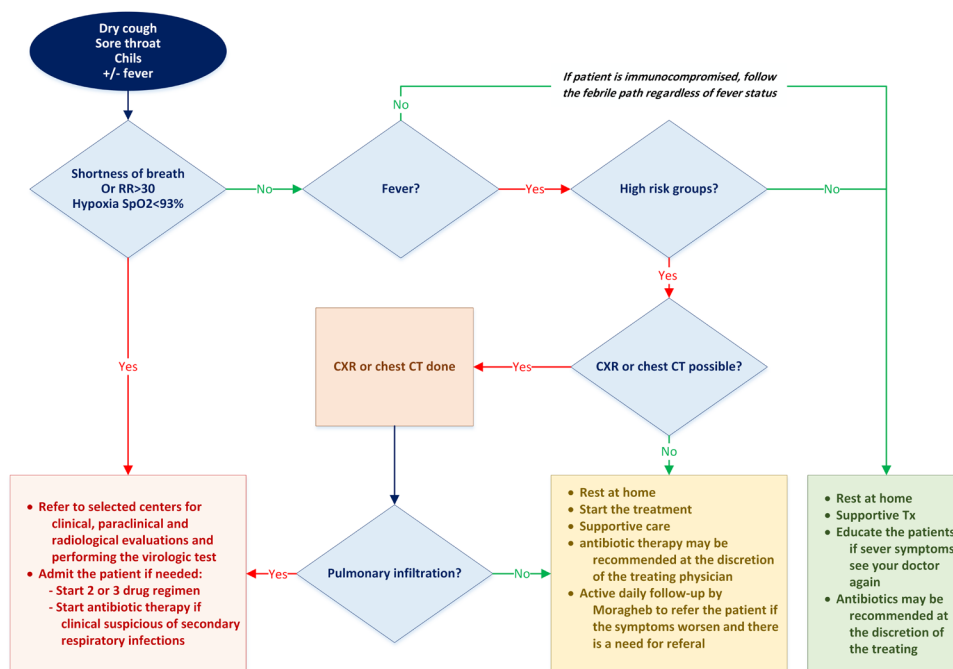 Dry cough
Sore throat
Chils
+/- fever
If patient is immunocompromised, follow
the febrile path regardless of fever status
No
Shortness of breath
Or RR>30
Hypoxia SpO2<93%
No
Fever?
Yes
High risk groups?
No
Yes
Yes
CXR or chest CT done
Yes
CXR or chest CT possible?
No
• Refer to selected centers for
clinical, paraclinical and
radiological evaluations and
performing the virologic test
• Admit the patient if needed:
- Start 2 or 3 drug regimen
- Start antibiotic therapy if
clinical suspicious of secondary
respiratory infections
Yes
Pulmonary infiltration?
No
• Rest at home
• Start the treatment
• Supportive care
• antibiotic therapy may be
recommended at the discretion
of the treating physician
• Active daily follow-up by
Moragheb to refer the patient if
the symptoms worsen and there
is a need for referal
• Rest at home
• Supportive Tx
• Educate the patients
if sever symptoms
see your doctor
again
• Antibiotics may be
recommended at
the discretion of
the treating